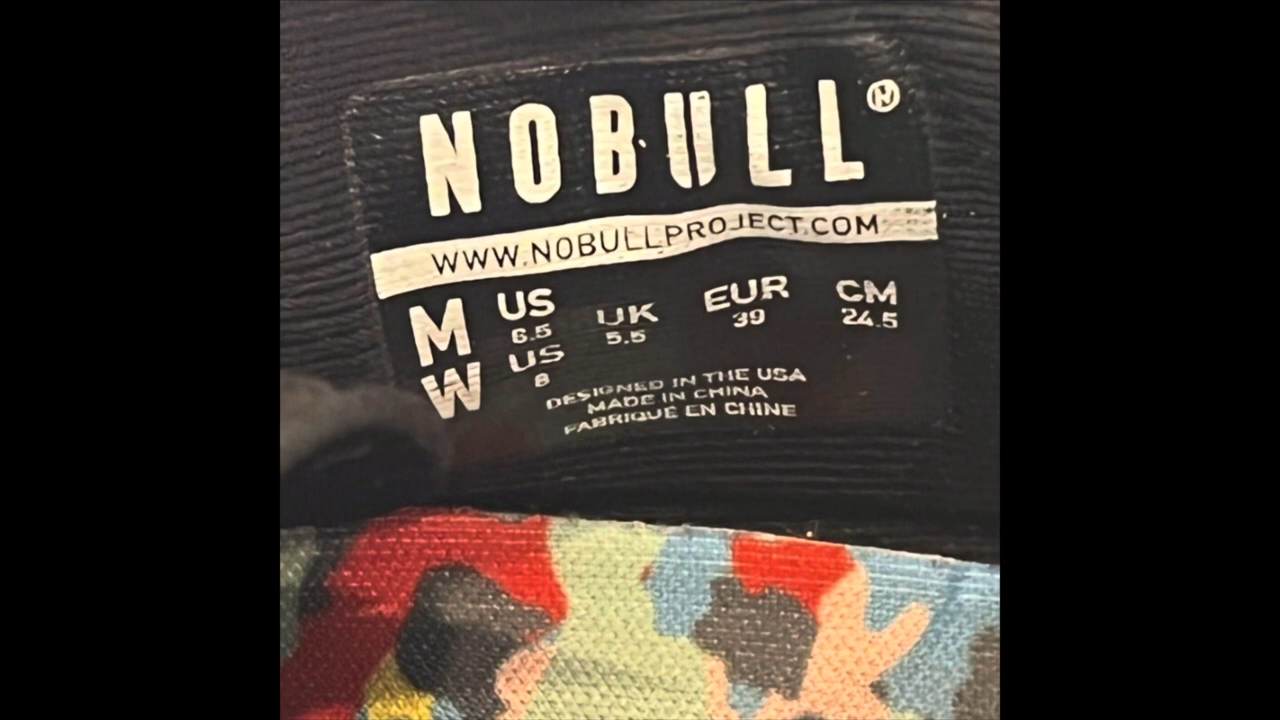 NOBULL®
WWW.NOBULLPROJECT.COM
M US UK EUR CM
6.5 5.5 39 24.5
W US
8
DESIGNED IN THE USA
MADE IN CHINA
FABRIQUÉ EN CHINE